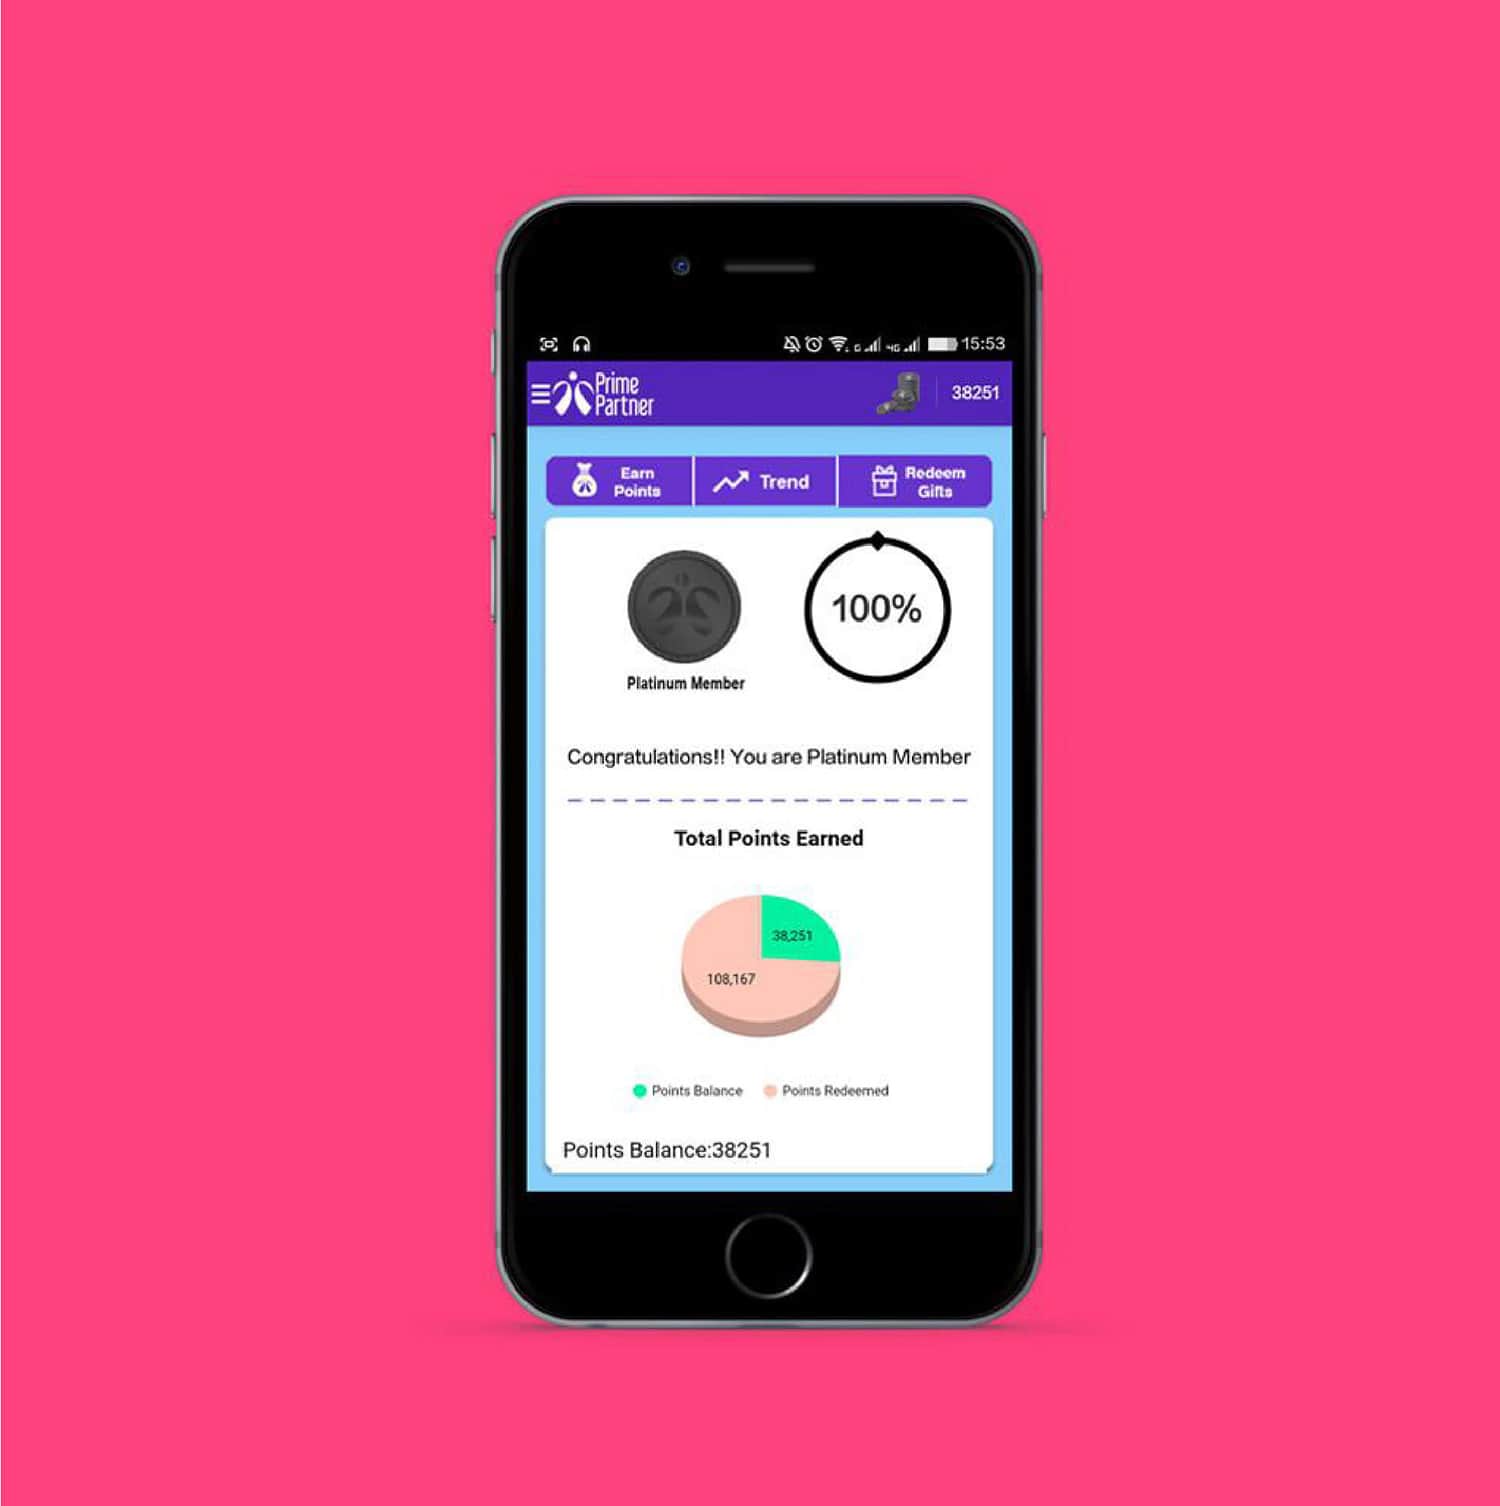 15:53
Prime
Partner
38251
Earn
Points
Trend
Redeem
Gifts
100%
Platinum Member
Congratulations!! You are Platinum Member
Total Points Earned
38,251
108,167
Points Balance
Points Redeemed
Points Balance:38251